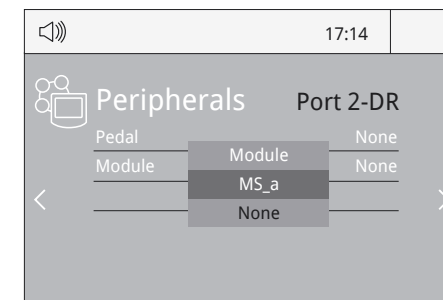 17:14
Peripherals Port 2-DR
Pedal None
Module None
Module
MS_a
None